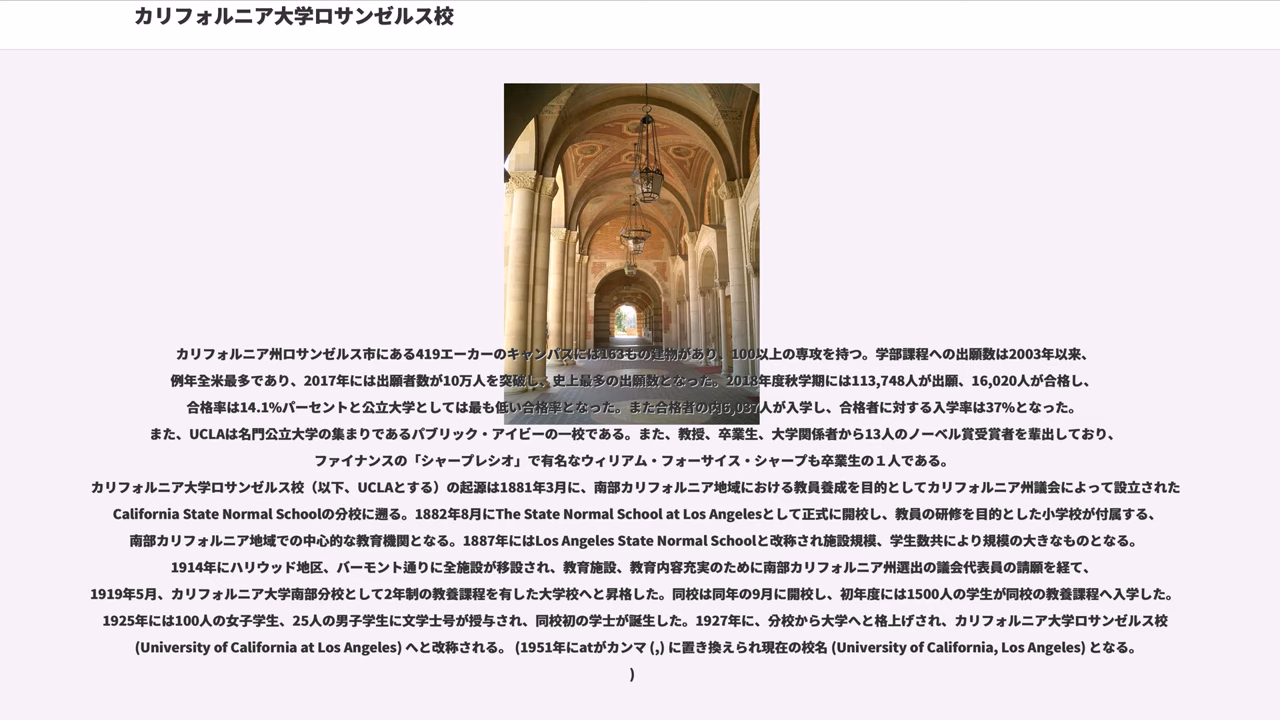 カリフォルニア大学ロサンゼルス校
カリフォルニア州ロサンゼルス市にある419エーカーのキャンパスには163もの建物があり、100以上の専攻を持つ。学部課程への出願数は2003年以来、
例年全米最多であり、2017年には出願者数が10万人を突破し、史上最多の出願数となった。2018年度秋学期には113,748人が出願、16,020人が合格し、
合格率は14.1%パーセントと公立大学としては最も低い合格率となった。また合格者の内6,037人が入学し、合格者に対する入学率は37%となった。
また、UCLAは名門公立大学の集まりであるパブリック・アイビーの一校である。また、教授、卒業生、大学関係者から13人のノーベル賞受賞者を輩出しており、
ファイナンスの「シャープレシオ」で有名なウィリアム・フォーサイス・シャープも卒業生の１人である。
カリフォルニア大学ロサンゼルス校（以下、UCLAとする）の起源は1881年3月に、南部カリフォルニア地域における教員養成を目的としてカリフォルニア州議会によって設立された
California State Normal Schoolの分校に遡る。1882年8月にThe State Normal School at Los Angelesとして正式に開校し、教員の研修を目的とした小学校が付属する、
南部カリフォルニア地域での中心的な教育機関となる。1887年にはLos Angeles State Normal Schoolと改称され施設規模、学生数共により規模の大きなものとなる。
1914年にハリウッド地区、バーモント通りに全施設が移設され、教育施設、教育内容充実のために南部カリフォルニア州選出の議会代表員の請願を経て、
1919年5月、カリフォルニア大学南部分校として2年制の教養課程を有した大学校へと昇格した。同校は同年の9月に開校し、初年度には1500人の学生が同校の教養課程へ入学した。
1925年には100人の女子学生、25人の男子学生に文学士号が授与され、同校初の学士が誕生した。1927年に、分校から大学へと格上げされ、カリフォルニア大学ロサンゼルス校
(University of California at Los Angeles) へと改称される。 (1951年にatがカンマ (,) に置き換えられ現在の校名 (University of California, Los Angeles) となる。
)